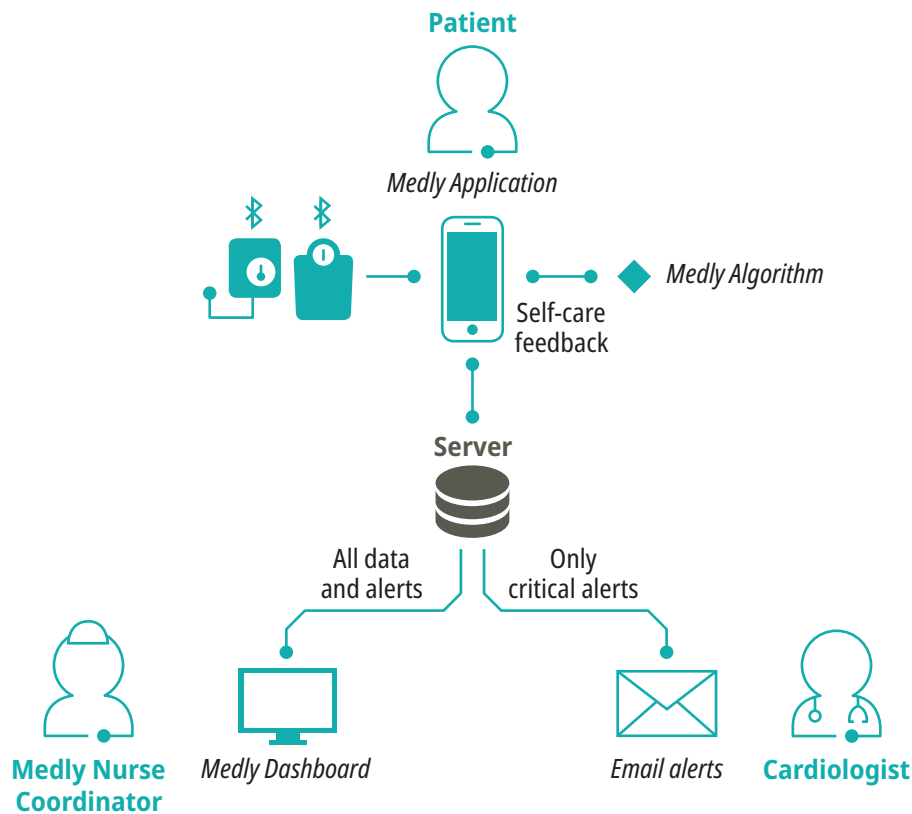 Patient
Medly Application
Medly Algorithm
Self-care
feedback
Server
All data
and alerts
Only
critical alerts
Medly Nurse
Coordinator
Medly Dashboard
Email alerts
Cardiologist